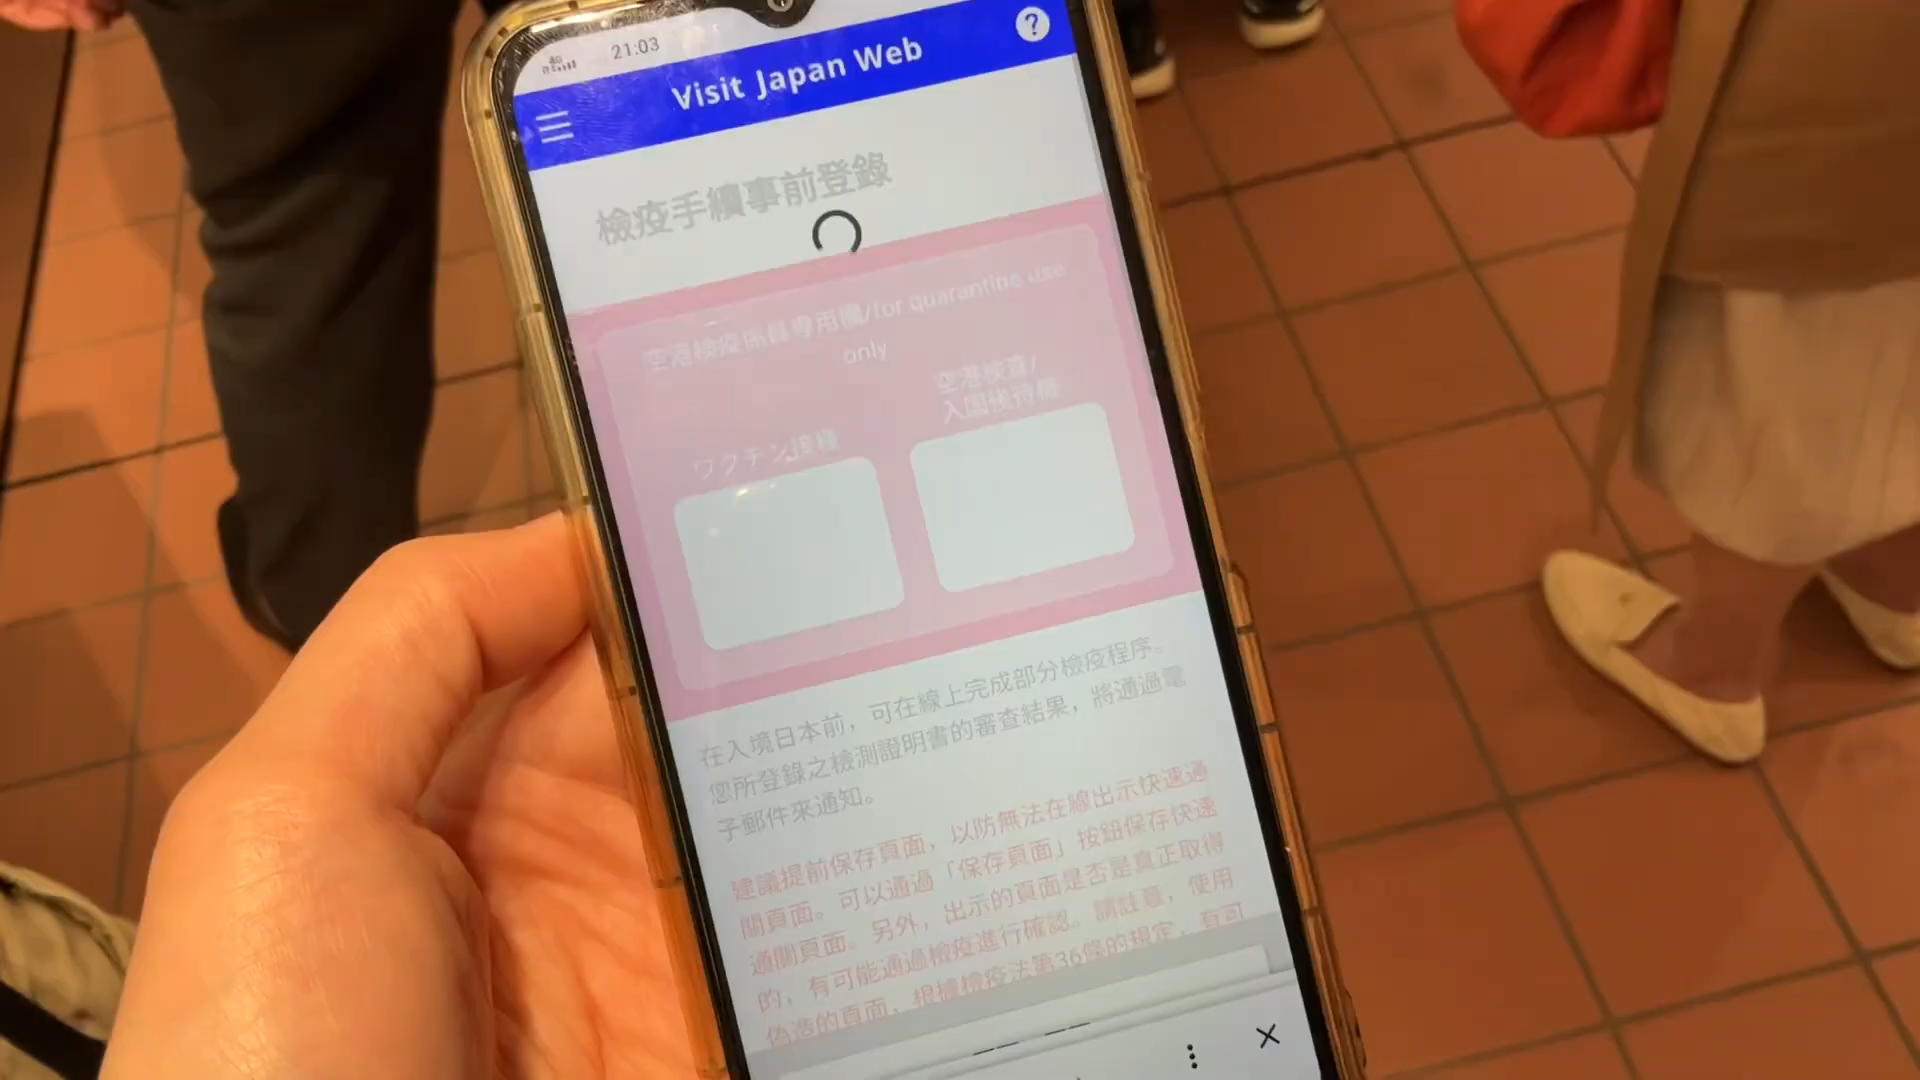 4G
21:03
Visit Japan Web
?
檢疫手續事前登錄
空港検疫係員専用欄/for quarantine use
only
ワクチン接種
空港検査/
入国後待機
在入境日本前，可在線上完成部分檢疫程序。
您所登錄之檢測證明書的審查結果，將通過電
子郵件來通知。
建議提前保存頁面，以防無法在線出示快速通
關頁面。可以通過「保存頁面」按鈕保存快速
通關頁面。另外，出示的頁面是否是真正取得
的，有可能通過檢疫進行確認。請註意，使用
偽造的頁面，根據檢疫法第36條的規定，有可